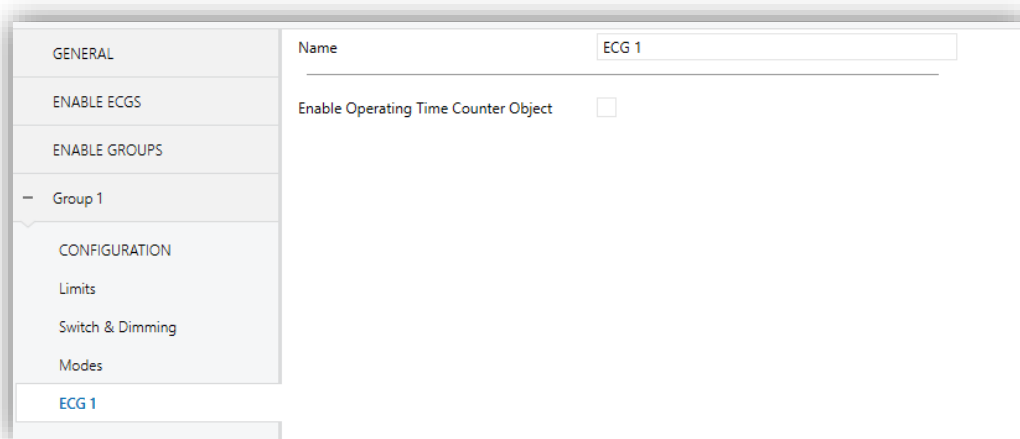 GENERAL
ENABLE ECGS
ENABLE GROUPS
− Group 1
CONFIGURATION
Limits
Switch & Dimming
Modes
ECG 1
Name ECG 1
Enable Operating Time Counter Object